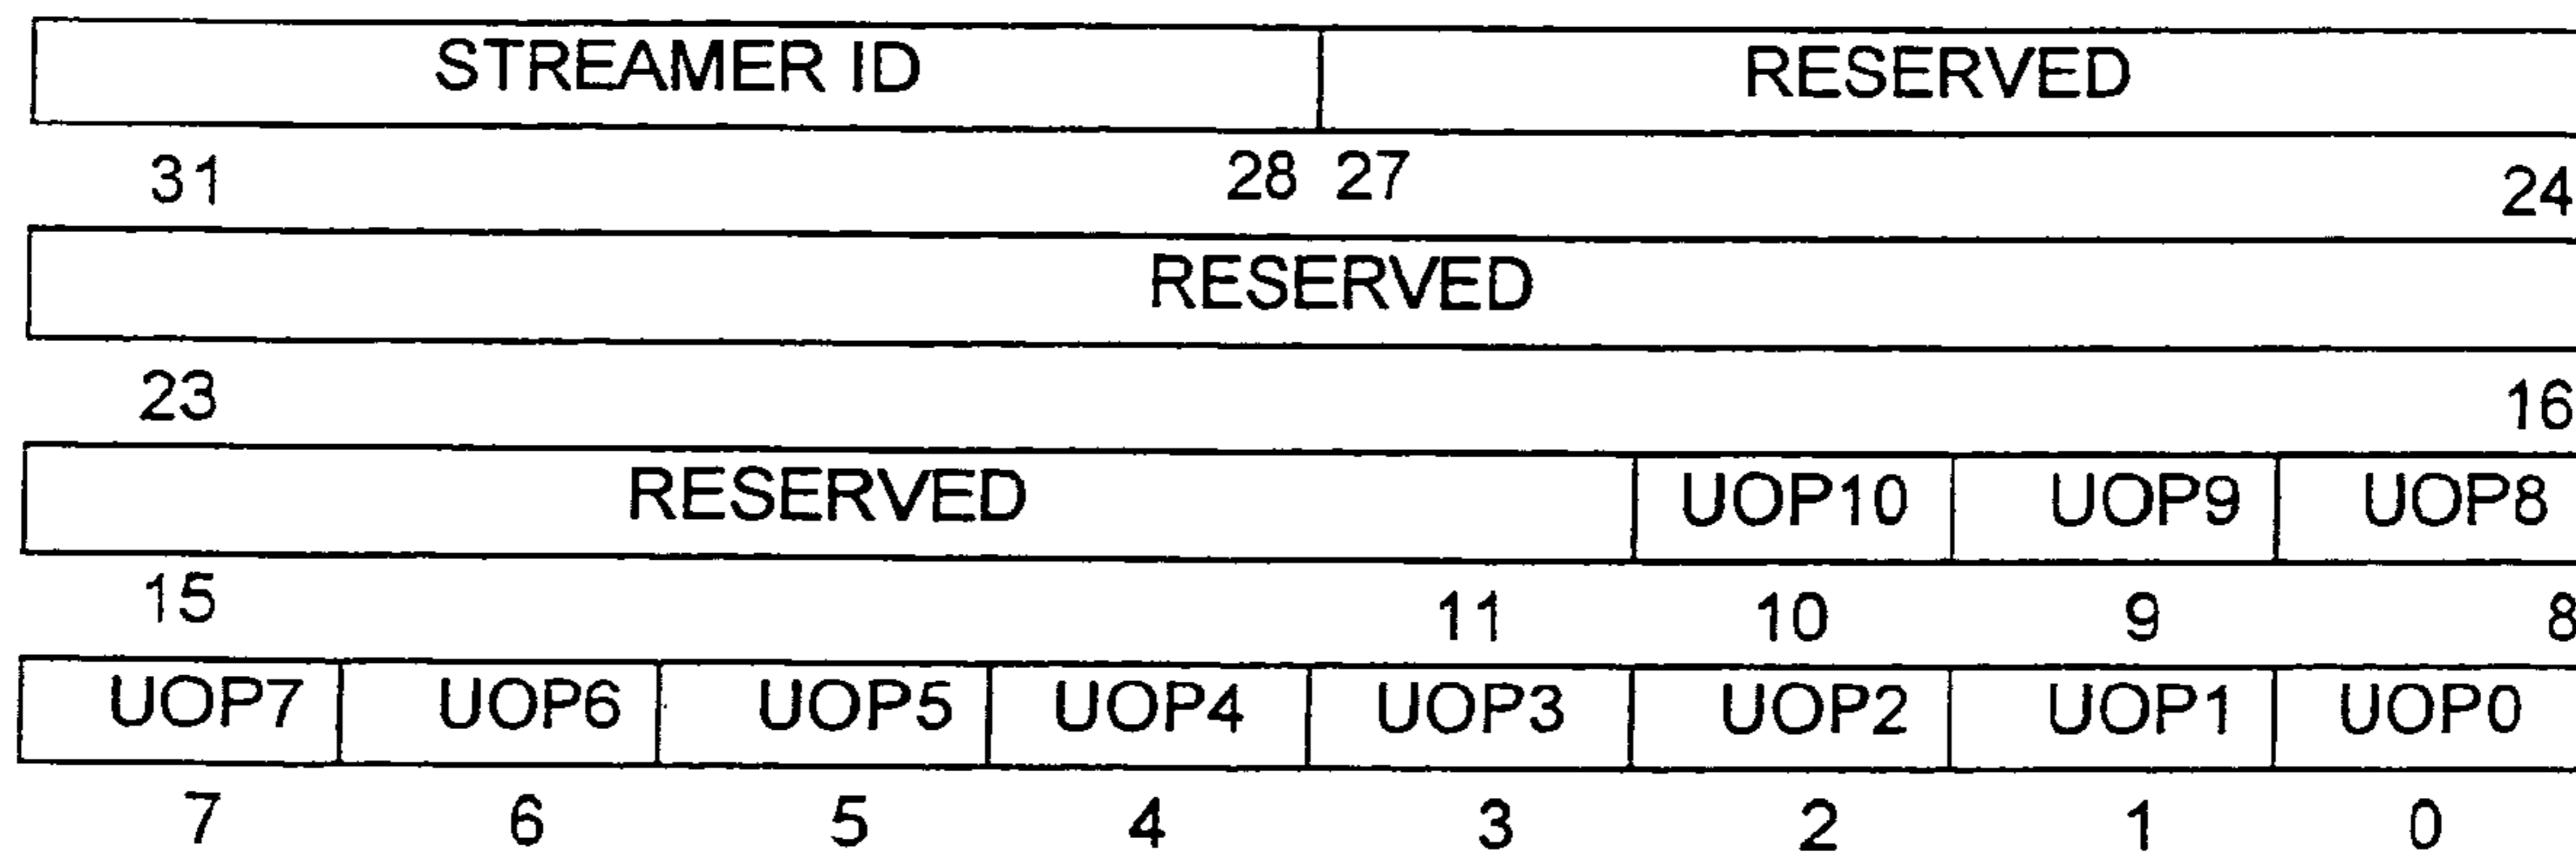 STREAMER ID RESERVED
31 28 27 24
RESERVED
23 16
RESERVED UOP10 UOP9 UOP8
15 11 10 9 8
UOP7 UOP6 UOP5 UOP4 UOP3 UOP2 UOP1 UOP0
7 6 5 4 3 2 1 0